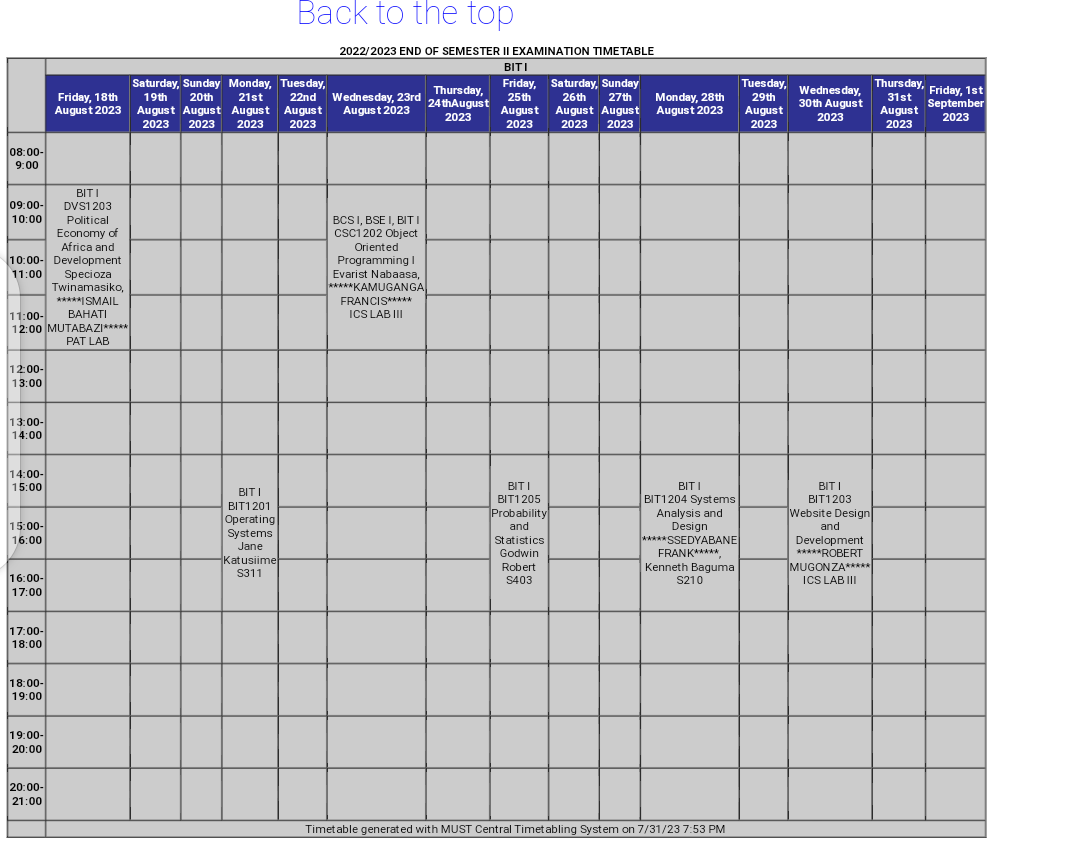 Back to the top
2022/2023 END OF SEMESTER II EXAMINATION TIMETABLE
BIT I
Friday, 18th
August 2023
Saturday,
19th
August
2023
Sunday
20th
August
2023
Monday,
21st
August
2023
Tuesday,
22nd
August
2023
Wednesday, 23rd
August 2023
Thursday,
24thAugust
2023
Friday,
25th
August
2023
Saturday,
26th
August
2023
Sunday
27th
August
2023
Monday, 28th
August 2023
Tuesday,
29th
August
2023
Wednesday,
30th August
2023
Thursday,
31st
August
2023
Friday, 1st
September
2023
08:00-
9:00
09:00-
10:00
BIT I
DVS1203
Political
Economy of
Africa and
Development
Specioza
Twinamasiko,
*****ISMAIL
BAHATI
MUTABAZI*****
PAT LAB
BCS I, BSE I, BIT I
CSC1202 Object
Oriented
Programming I
Evarist Nabaasa,
*****KAMUGANGA
FRANCIS*****
ICS LAB III
10:00-
11:00
11:00-
12:00
12:00-
13:00
13:00-
14:00
14:00-
15:00
BIT I
BIT1201
Operating
Systems
Jane
Katusiime
S311
BIT I
BIT1205
Probability
and
Statistics
Godwin
Robert
S403
BIT I
BIT1204 Systems
Analysis and
Design
*****SSEDYABANE
FRANK*****,
Kenneth Baguma
S210
BIT I
BIT1203
Website Design
and
Development
*****ROBERT
MUGONZA*****
ICS LAB III
15:00-
16:00
16:00-
17:00
17:00-
18:00
18:00-
19:00
19:00-
20:00
20:00-
21:00
Timetable generated with MUST Central Timetabling System on 7/31/23 7:53 PM